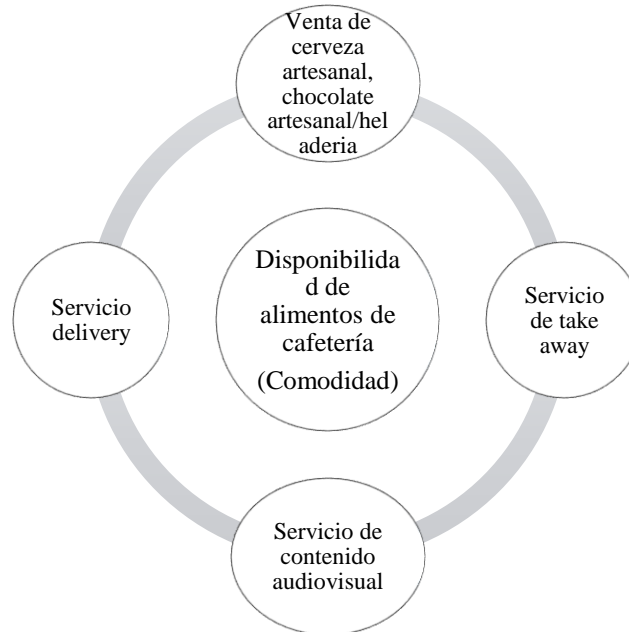 Venta de
cerveza
artesanal,
chocolate
artesanal/hel
aderia
Servicio
delivery
Disponibilida
d de
alimentos de
cafetería
(Comodidad)
Servicio
de take
away
Servicio de
contenido
audiovisual